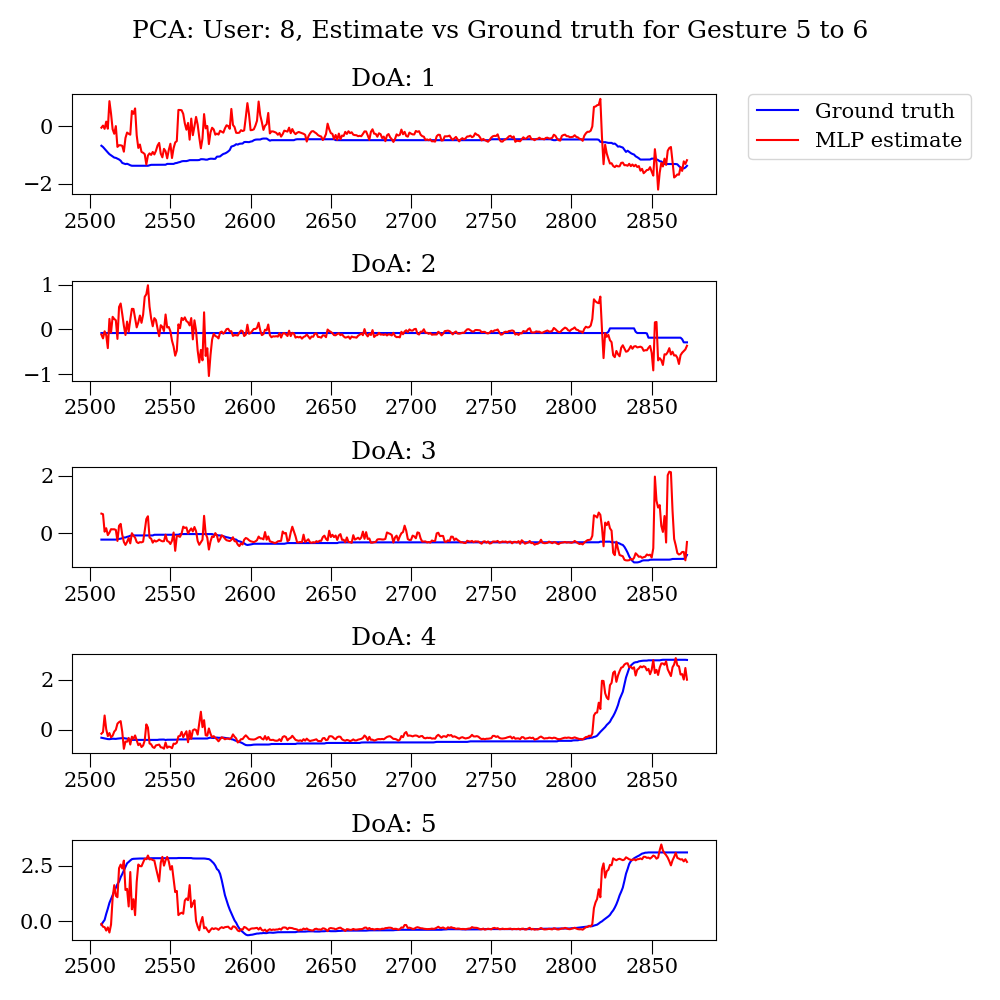 PCA: User: 8, Estimate vs Ground truth for Gesture 5 to 6
DoA: 1
Ground truth
MLP estimate
0
−2
2500 2550 2600 2650 2700 2750 2800 2850
DoA: 2
1
0
−1
2500 2550 2600 2650 2700 2750 2800 2850
DoA: 3
2
0
2500 2550 2600 2650 2700 2750 2800 2850
DoA: 4
2
0
2500 2550 2600 2650 2700 2750 2800 2850
DoA: 5
2.5
0.0
2500 2550 2600 2650 2700 2750 2800 2850